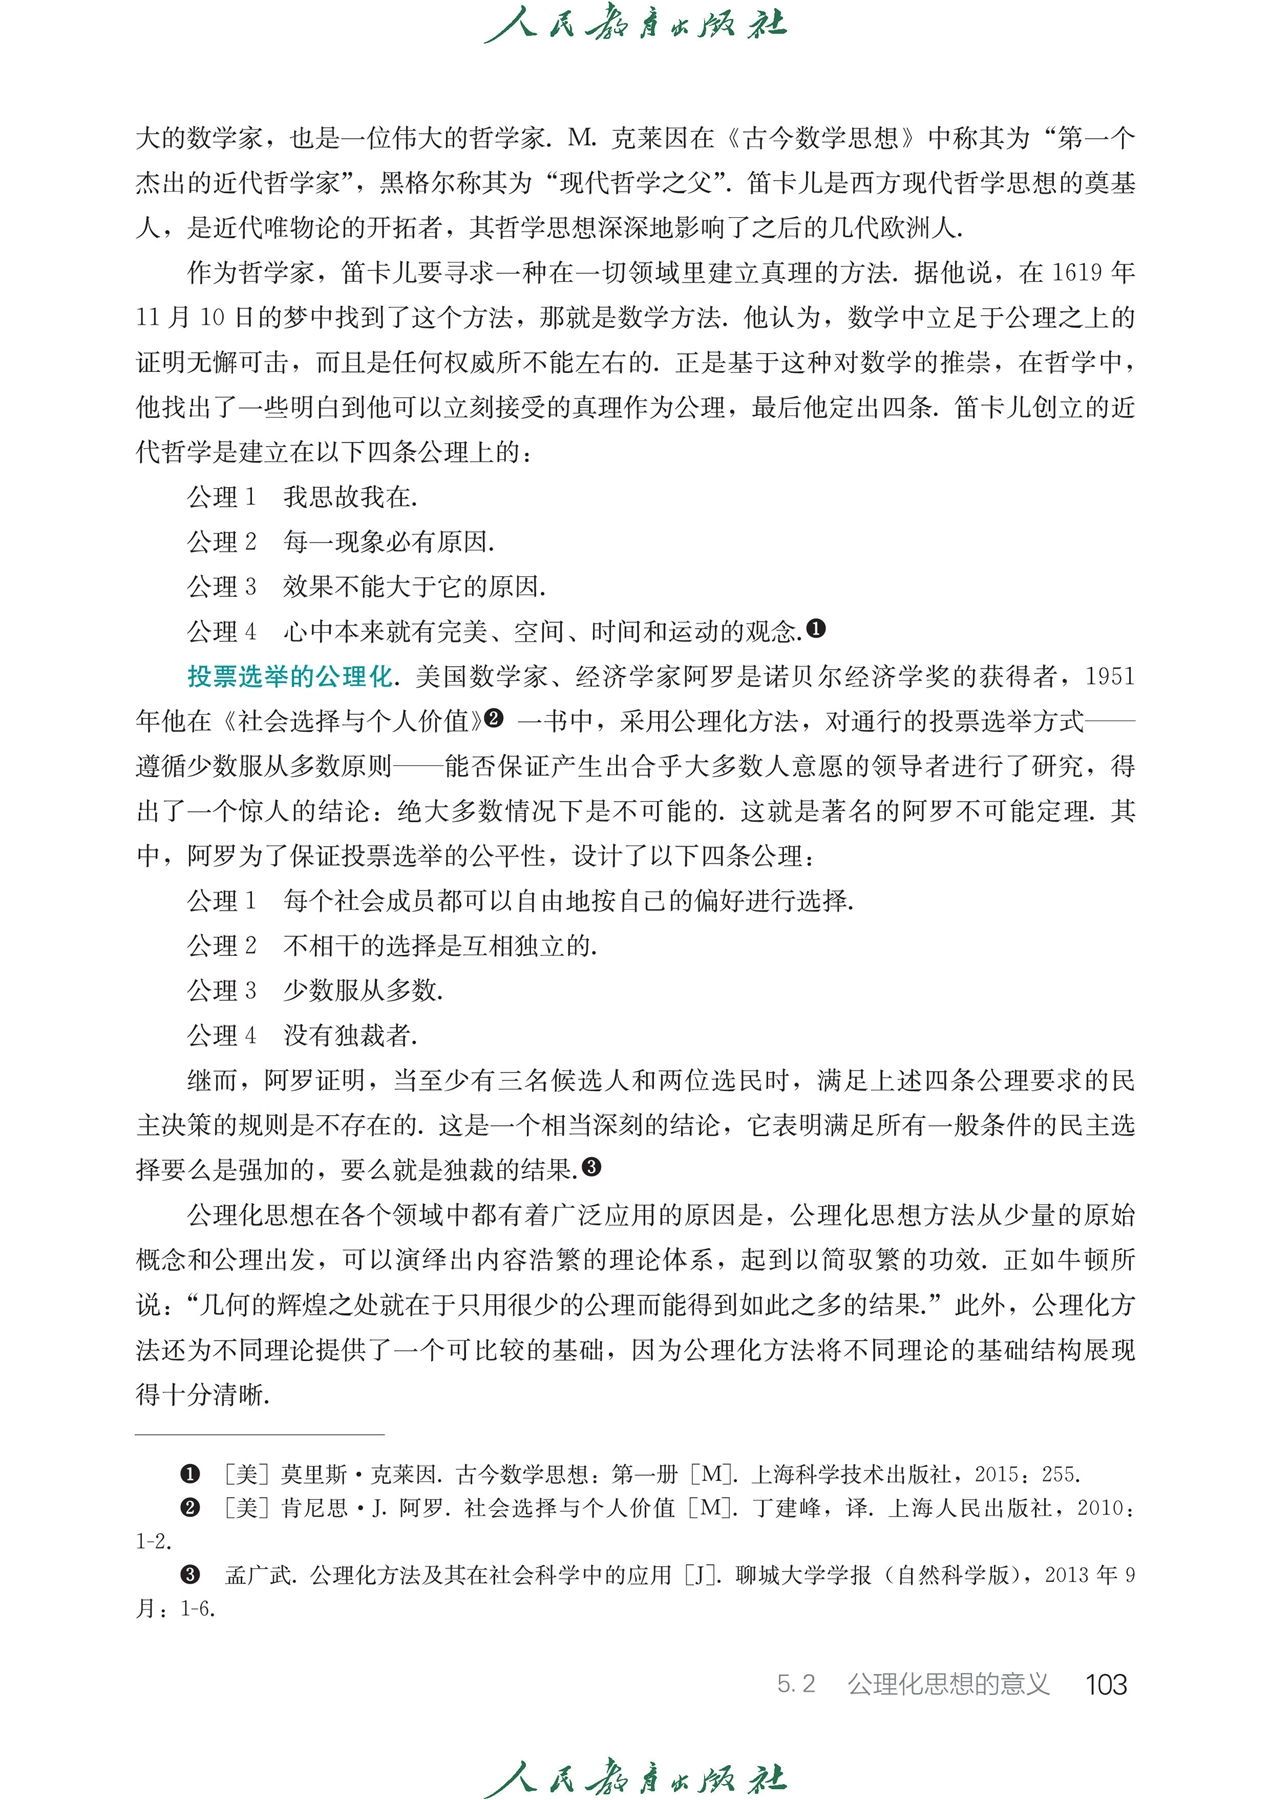 人民教育出版社
大的数学家，也是一位伟大的哲学家. M. 克莱因在《古今数学思想》中称其为“第一个
杰出的近代哲学家”，黑格尔称其为“现代哲学之父”. 笛卡儿是西方现代哲学思想的奠基
人，是近代唯物论的开拓者，其哲学思想深深地影响了之后的几代欧洲人.
作为哲学家，笛卡儿要寻求一种在一切领域里建立真理的方法. 据他说，在 1619 年
11 月 10 日的梦中找到了这个方法，那就是数学方法. 他认为，数学中立足于公理之上的
证明无懈可击，而且是任何权威所不能左右的. 正是基于这种对数学的推崇，在哲学中，
他找出了一些明白到他可以立刻接受的真理作为公理，最后他定出四条. 笛卡儿创立的近
代哲学是建立在以下四条公理上的：
公理 1　我思故我在.
公理 2　每一现象必有原因.
公理 3　效果不能大于它的原因.
公理 4　心中本来就有完美、空间、时间和运动的观念.❶
投票选举的公理化. 美国数学家、经济学家阿罗是诺贝尔经济学奖的获得者，1951
年他在《社会选择与个人价值》❷ 一书中，采用公理化方法，对通行的投票选举方式——
遵循少数服从多数原则——能否保证产生出合乎大多数人意愿的领导者进行了研究，得
出了一个惊人的结论：绝大多数情况下是不可能的. 这就是著名的阿罗不可能定理. 其
中，阿罗为了保证投票选举的公平性，设计了以下四条公理：
公理 1　每个社会成员都可以自由地按自己的偏好进行选择.
公理 2　不相干的选择是互相独立的.
公理 3　少数服从多数.
公理 4　没有独裁者.
继而，阿罗证明，当至少有三名候选人和两位选民时，满足上述四条公理要求的民
主决策的规则是不存在的. 这是一个相当深刻的结论，它表明满足所有一般条件的民主选
择要么是强加的，要么就是独裁的结果.❸
公理化思想在各个领域中都有着广泛应用的原因是，公理化思想方法从少量的原始
概念和公理出发，可以演绎出内容浩繁的理论体系，起到以简驭繁的功效. 正如牛顿所
说：“几何的辉煌之处就在于只用很少的公理而能得到如此之多的结果.” 此外，公理化方
法还为不同理论提供了一个可比较的基础，因为公理化方法将不同理论的基础结构展现
得十分清晰.
❶ ［美］莫里斯·克莱因. 古今数学思想：第一册［M］. 上海科学技术出版社，2015：255.
❷ ［美］肯尼思·J. 阿罗. 社会选择与个人价值［M］. 丁建峰，译. 上海人民出版社，2010：
1-2.
❸ 孟广武. 公理化方法及其在社会科学中的应用［J］. 聊城大学学报（自然科学版），2013 年 9
月：1-6.
5.2 公理化思想的意义 103
人民教育出版社